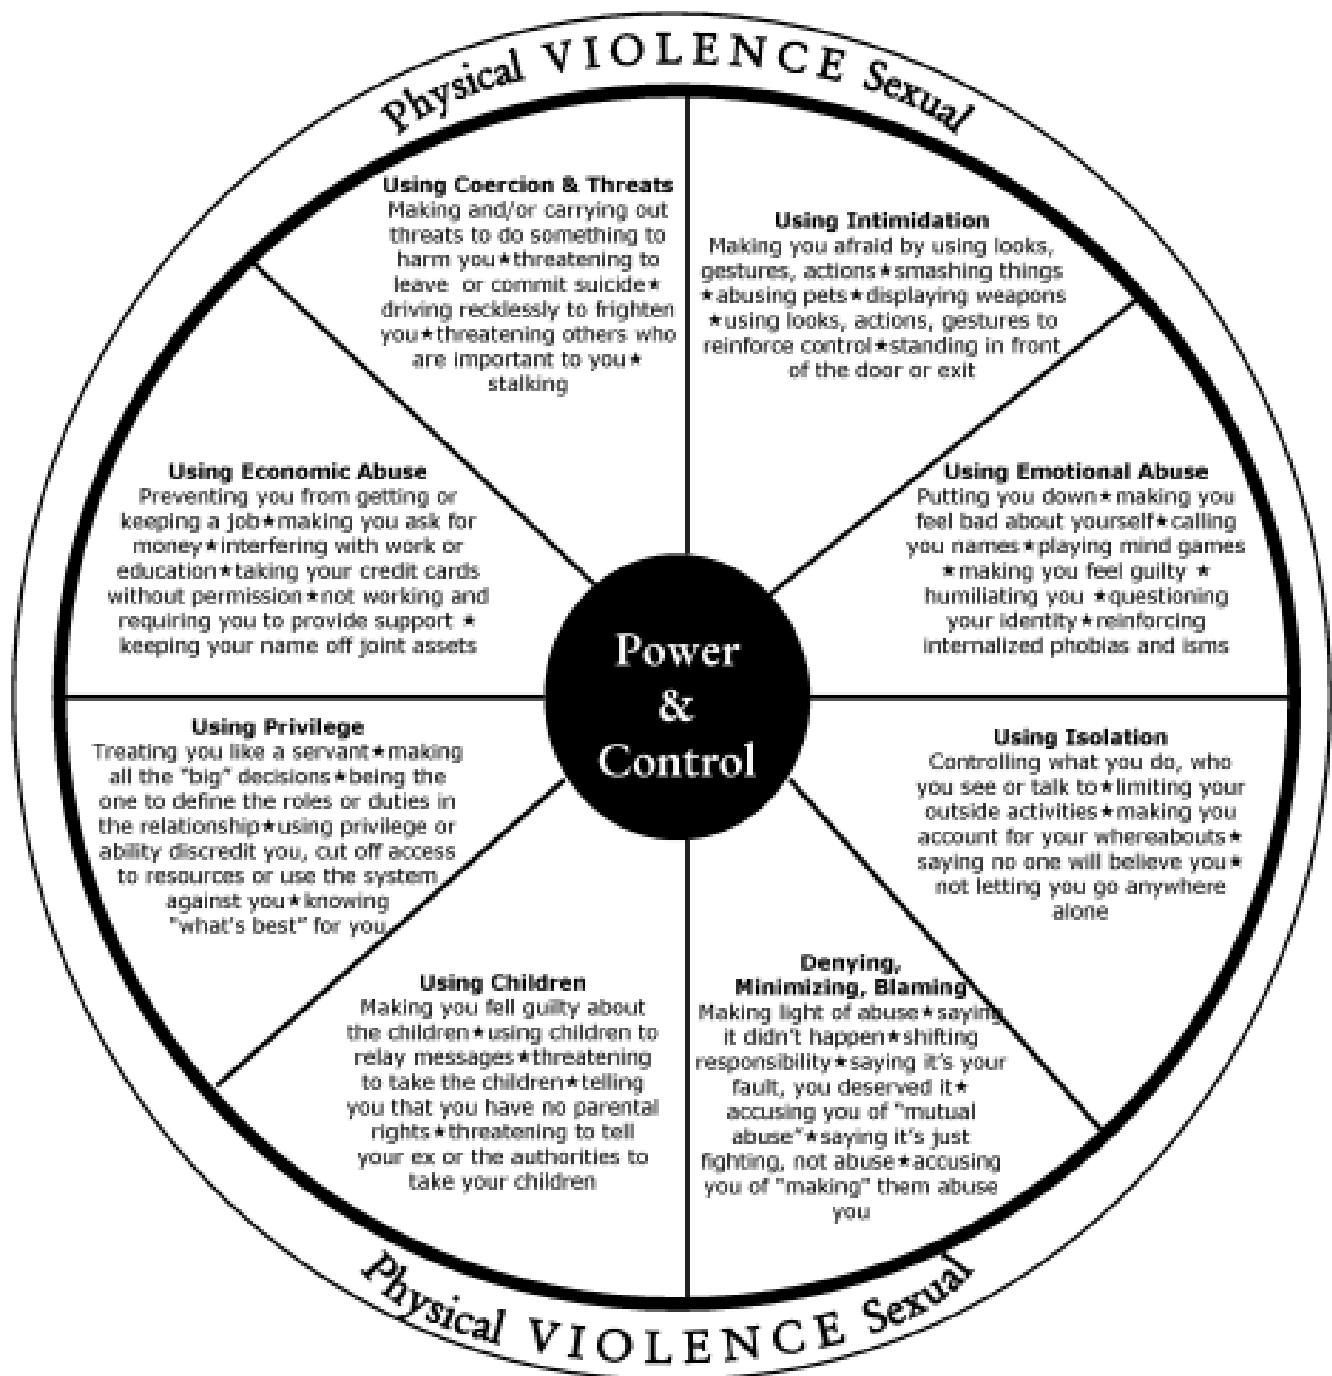 Physical VIOLENCE Sexual
Using Coercion & Threats
Making and/or carrying out
threats to do something to
harm you★threatening to
leave or commit suicide★
driving recklessly to frighten
you★threatening others who
are important to you★
stalking
Using Intimidation
Making you afraid by using looks,
gestures, actions★smashing things
★abusing pets★displaying weapons
★using looks, actions, gestures to
reinforce control★standing in front
of the door or exit
Using Economic Abuse
Preventing you from getting or
keeping a job★making you ask for
money★interfering with work or
education★taking your credit cards
without permission★not working and
requiring you to provide support ★
keeping your name off joint assets
Using Emotional Abuse
Putting you down★making you
feel bad about yourself★calling
you names★playing mind games
★making you feel guilty ★
humiliating you ★questioning
your identity★reinforcing
internalized phobias and isms
Power
&
Control
Using Privilege
Treating you like a servant★making
all the "big" decisions★being the
one to define the roles or duties in
the relationship★using privilege or
ability discredit you, cut off access
to resources or use the system
against you★knowing
"what's best" for you
Using Isolation
Controlling what you do, who
you see or talk to★limiting your
outside activities★making you
account for your whereabouts★
saying no one will believe you★
not letting you go anywhere
alone
Using Children
Making you fell guilty about
the children★using children to
relay messages★threatening
to take the children★telling
you that you have no parental
rights★threatening to tell
your ex or the authorities to
take your children
Denying,
Minimizing, Blaming
Making light of abuse★saying
it didn't happen★shifting
responsibility★saying it's your
fault, you deserved it★
accusing you of "mutual
abuse"★saying it's just
fighting, not abuse★accusing
you of "making" them abuse
you
Physical VIOLENCE Sexual